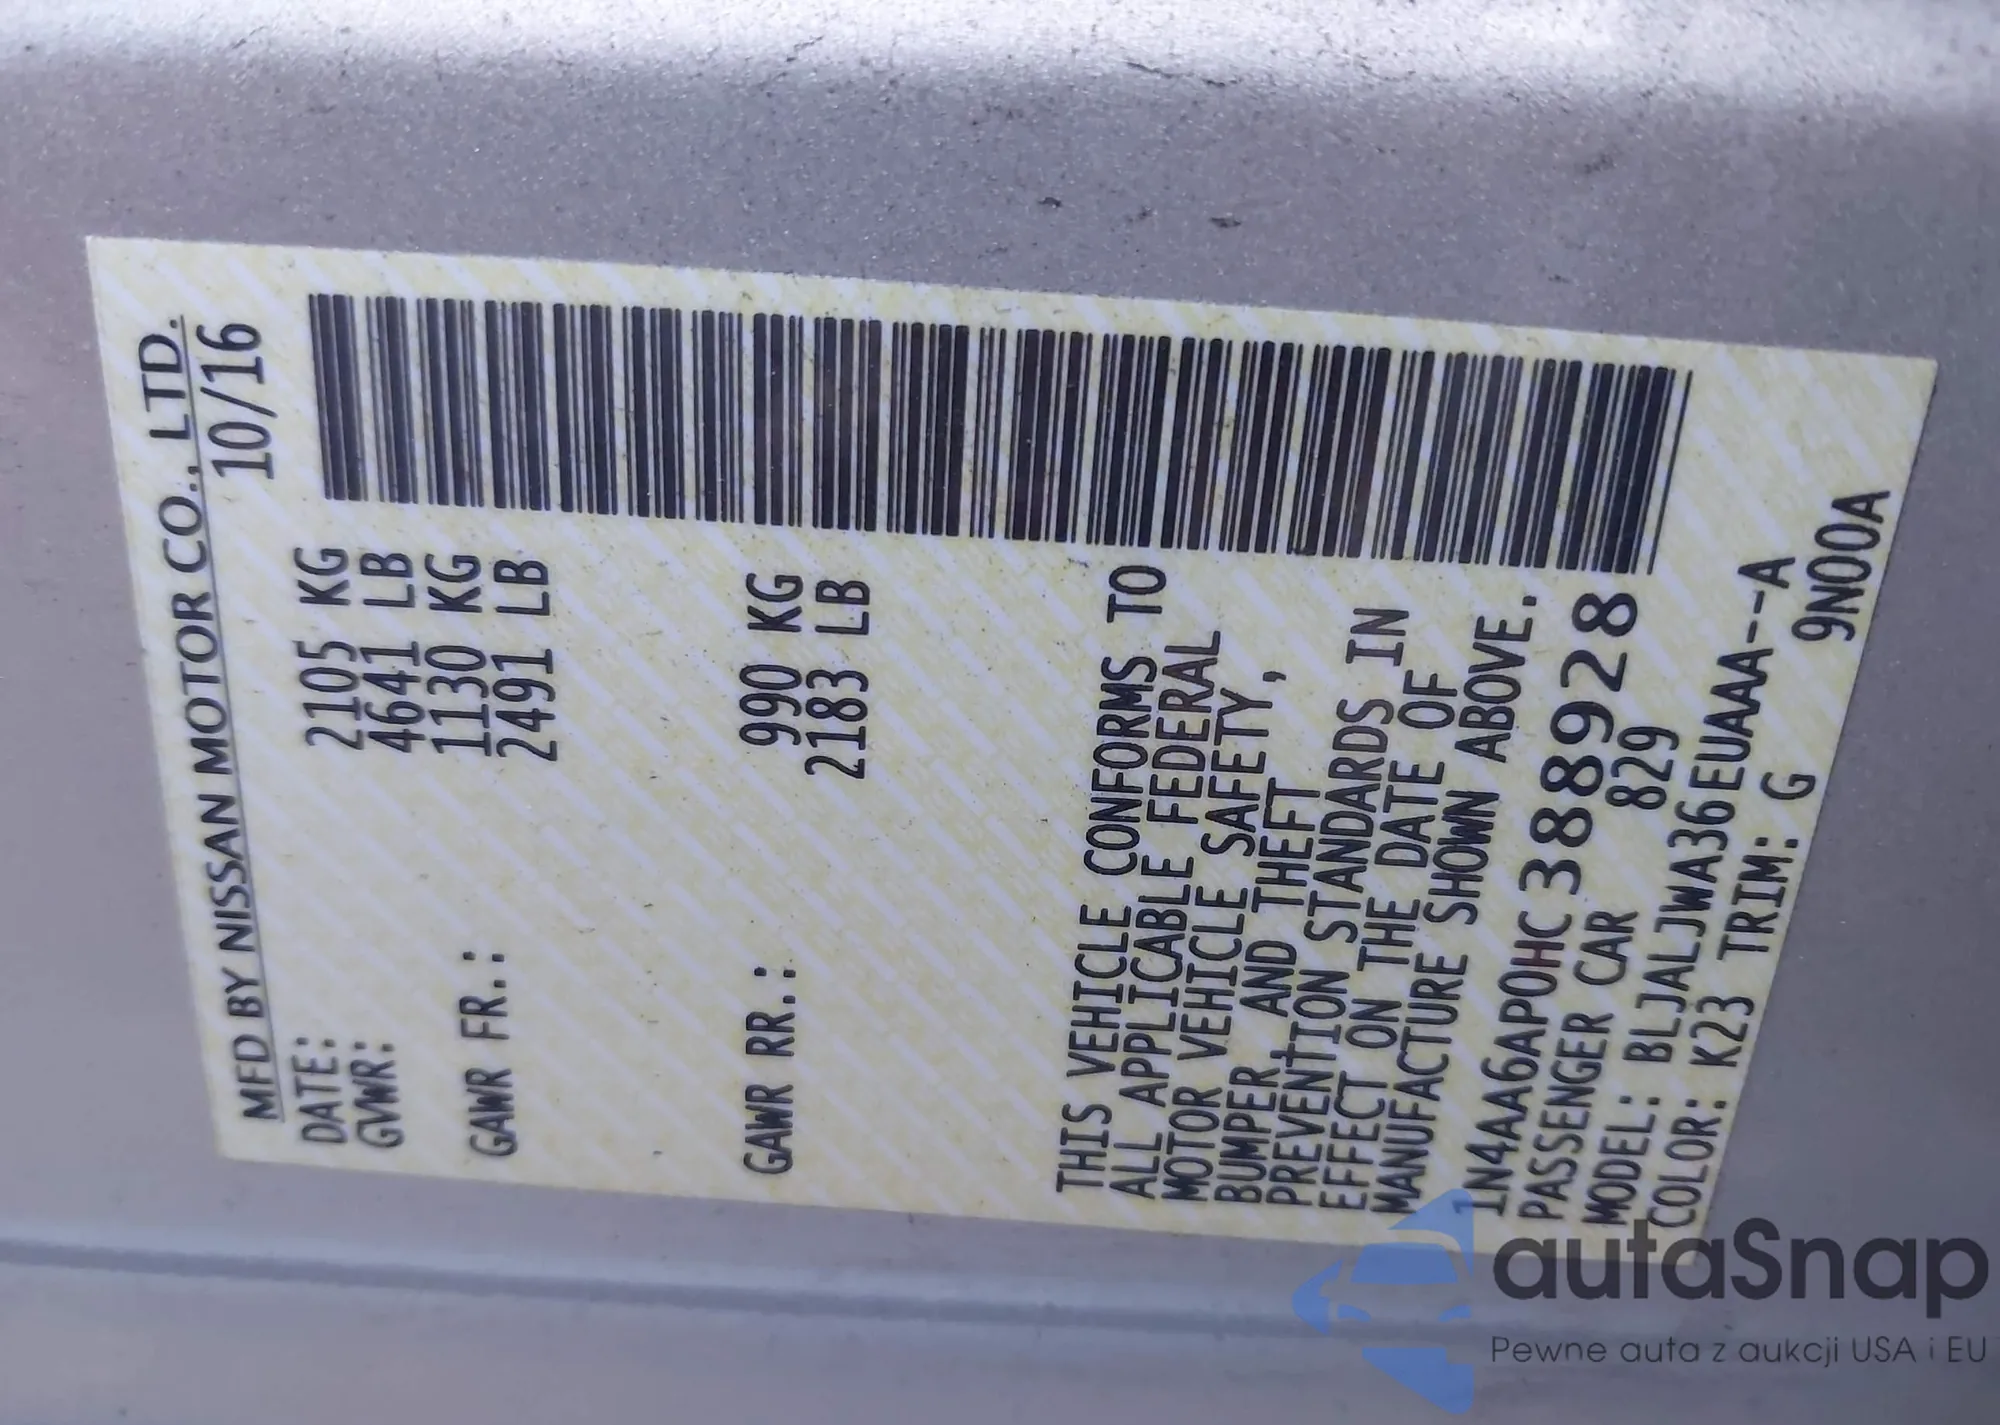 MFD BY NISSAN MOTOR CO., LTD.
DATE: 10/16
GVWR: 2105 KG
4641 LB
GAWR FR.: 1130 KG
2491 LB
GAWR RR.: 990 KG
2183 LB
THIS VEHICLE CONFORMS TO
ALL APPLICABLE FEDERAL
MOTOR VEHICLE SAFETY,
BUMPER, AND THEFT
PREVENTION STANDARDS IN
EFFECT ON THE DATE OF
MANUFACTURE SHOWN ABOVE.
1N4AA6AP0HC388928
PASSENGER CAR 829
MODEL: BLJALJWA36EUAAA--A
COLOR: K23 TRIM: G 9N00A
autaSnap
Pewne auta z aukcji USA i EU